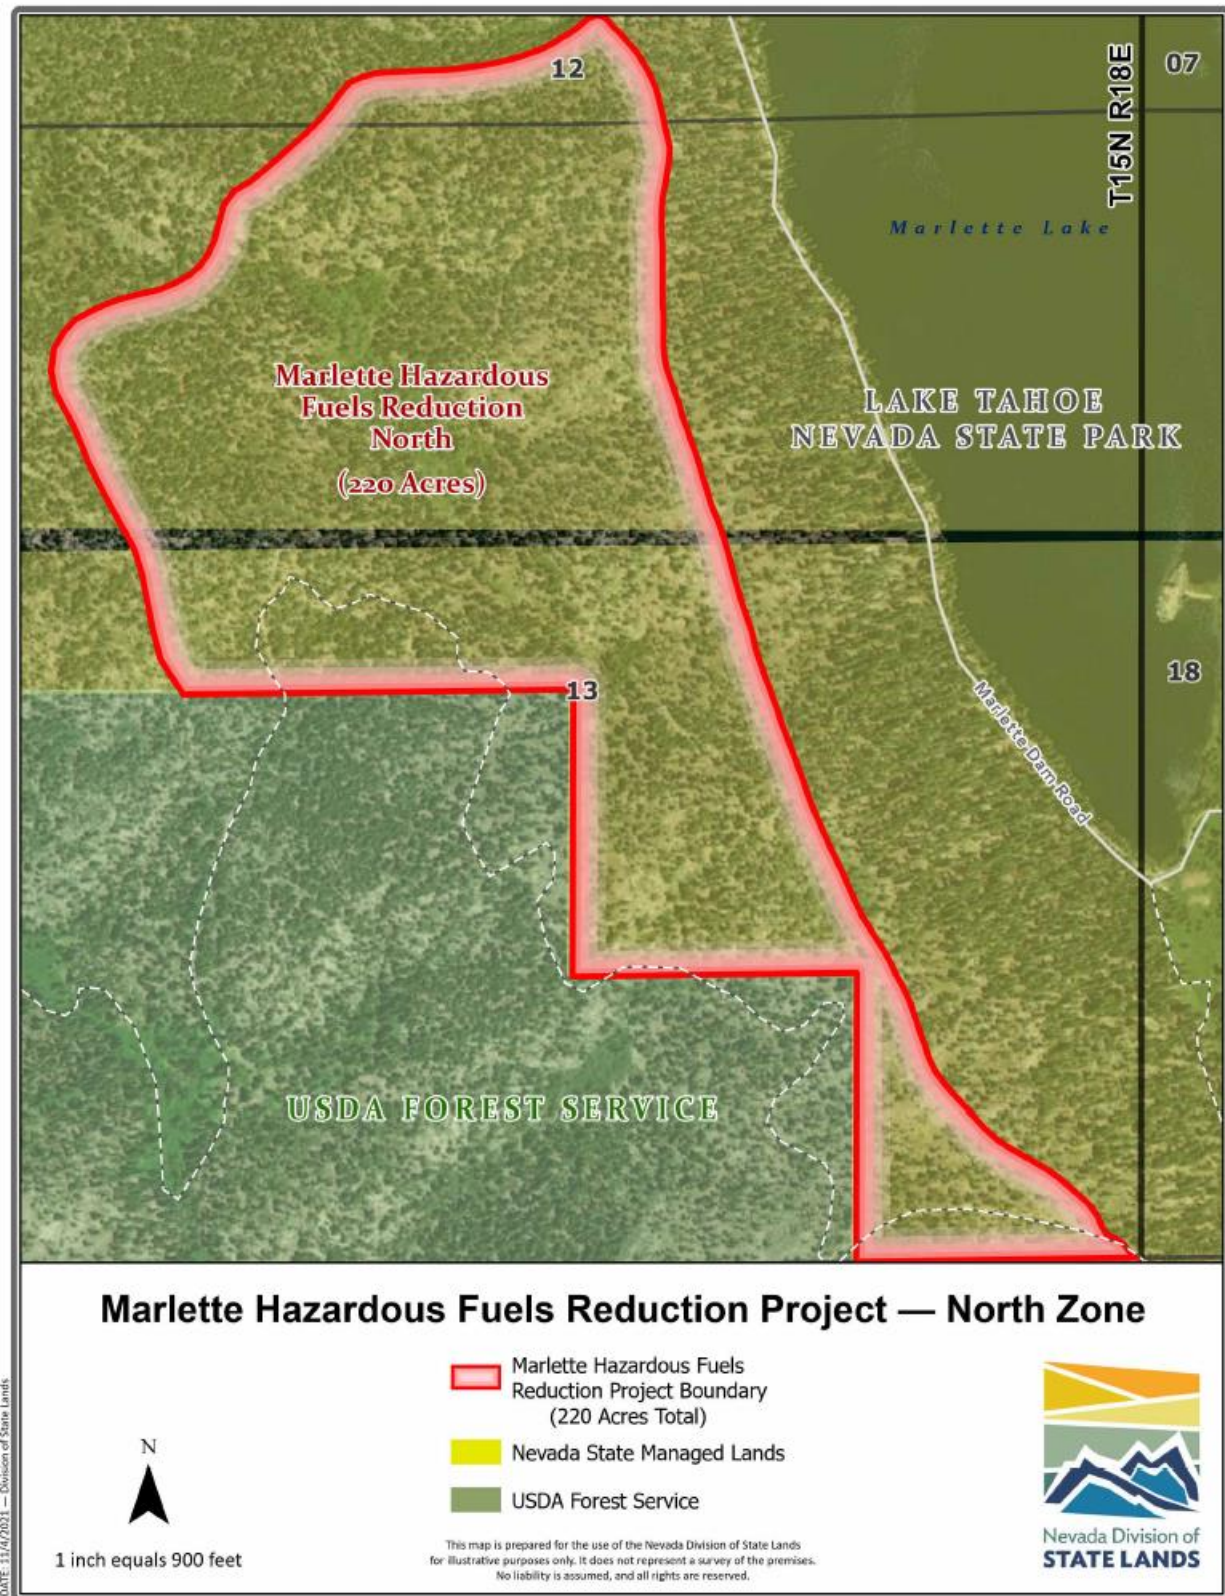 12
07
T15N R18E
Marlette Lake
Marlette Hazardous
Fuels Reduction
North
(220 Acres)
LAKE TAHOE
NEVADA STATE PARK
13
18
Marlette Dam Road
USDA FOREST SERVICE
Marlette Hazardous Fuels Reduction Project — North Zone
Marlette Hazardous Fuels
Reduction Project Boundary
(220 Acres Total)
Nevada State Managed Lands
USDA Forest Service
N
1 inch equals 900 feet
This map is prepared for the use of the Nevada Division of State Lands
for illustrative purposes only. It does not represent a survey of the premises.
No liability is assumed, and all rights are reserved.
Nevada Division of
STATE LANDS
DATE: 11/4/2021 — Division of State Lands